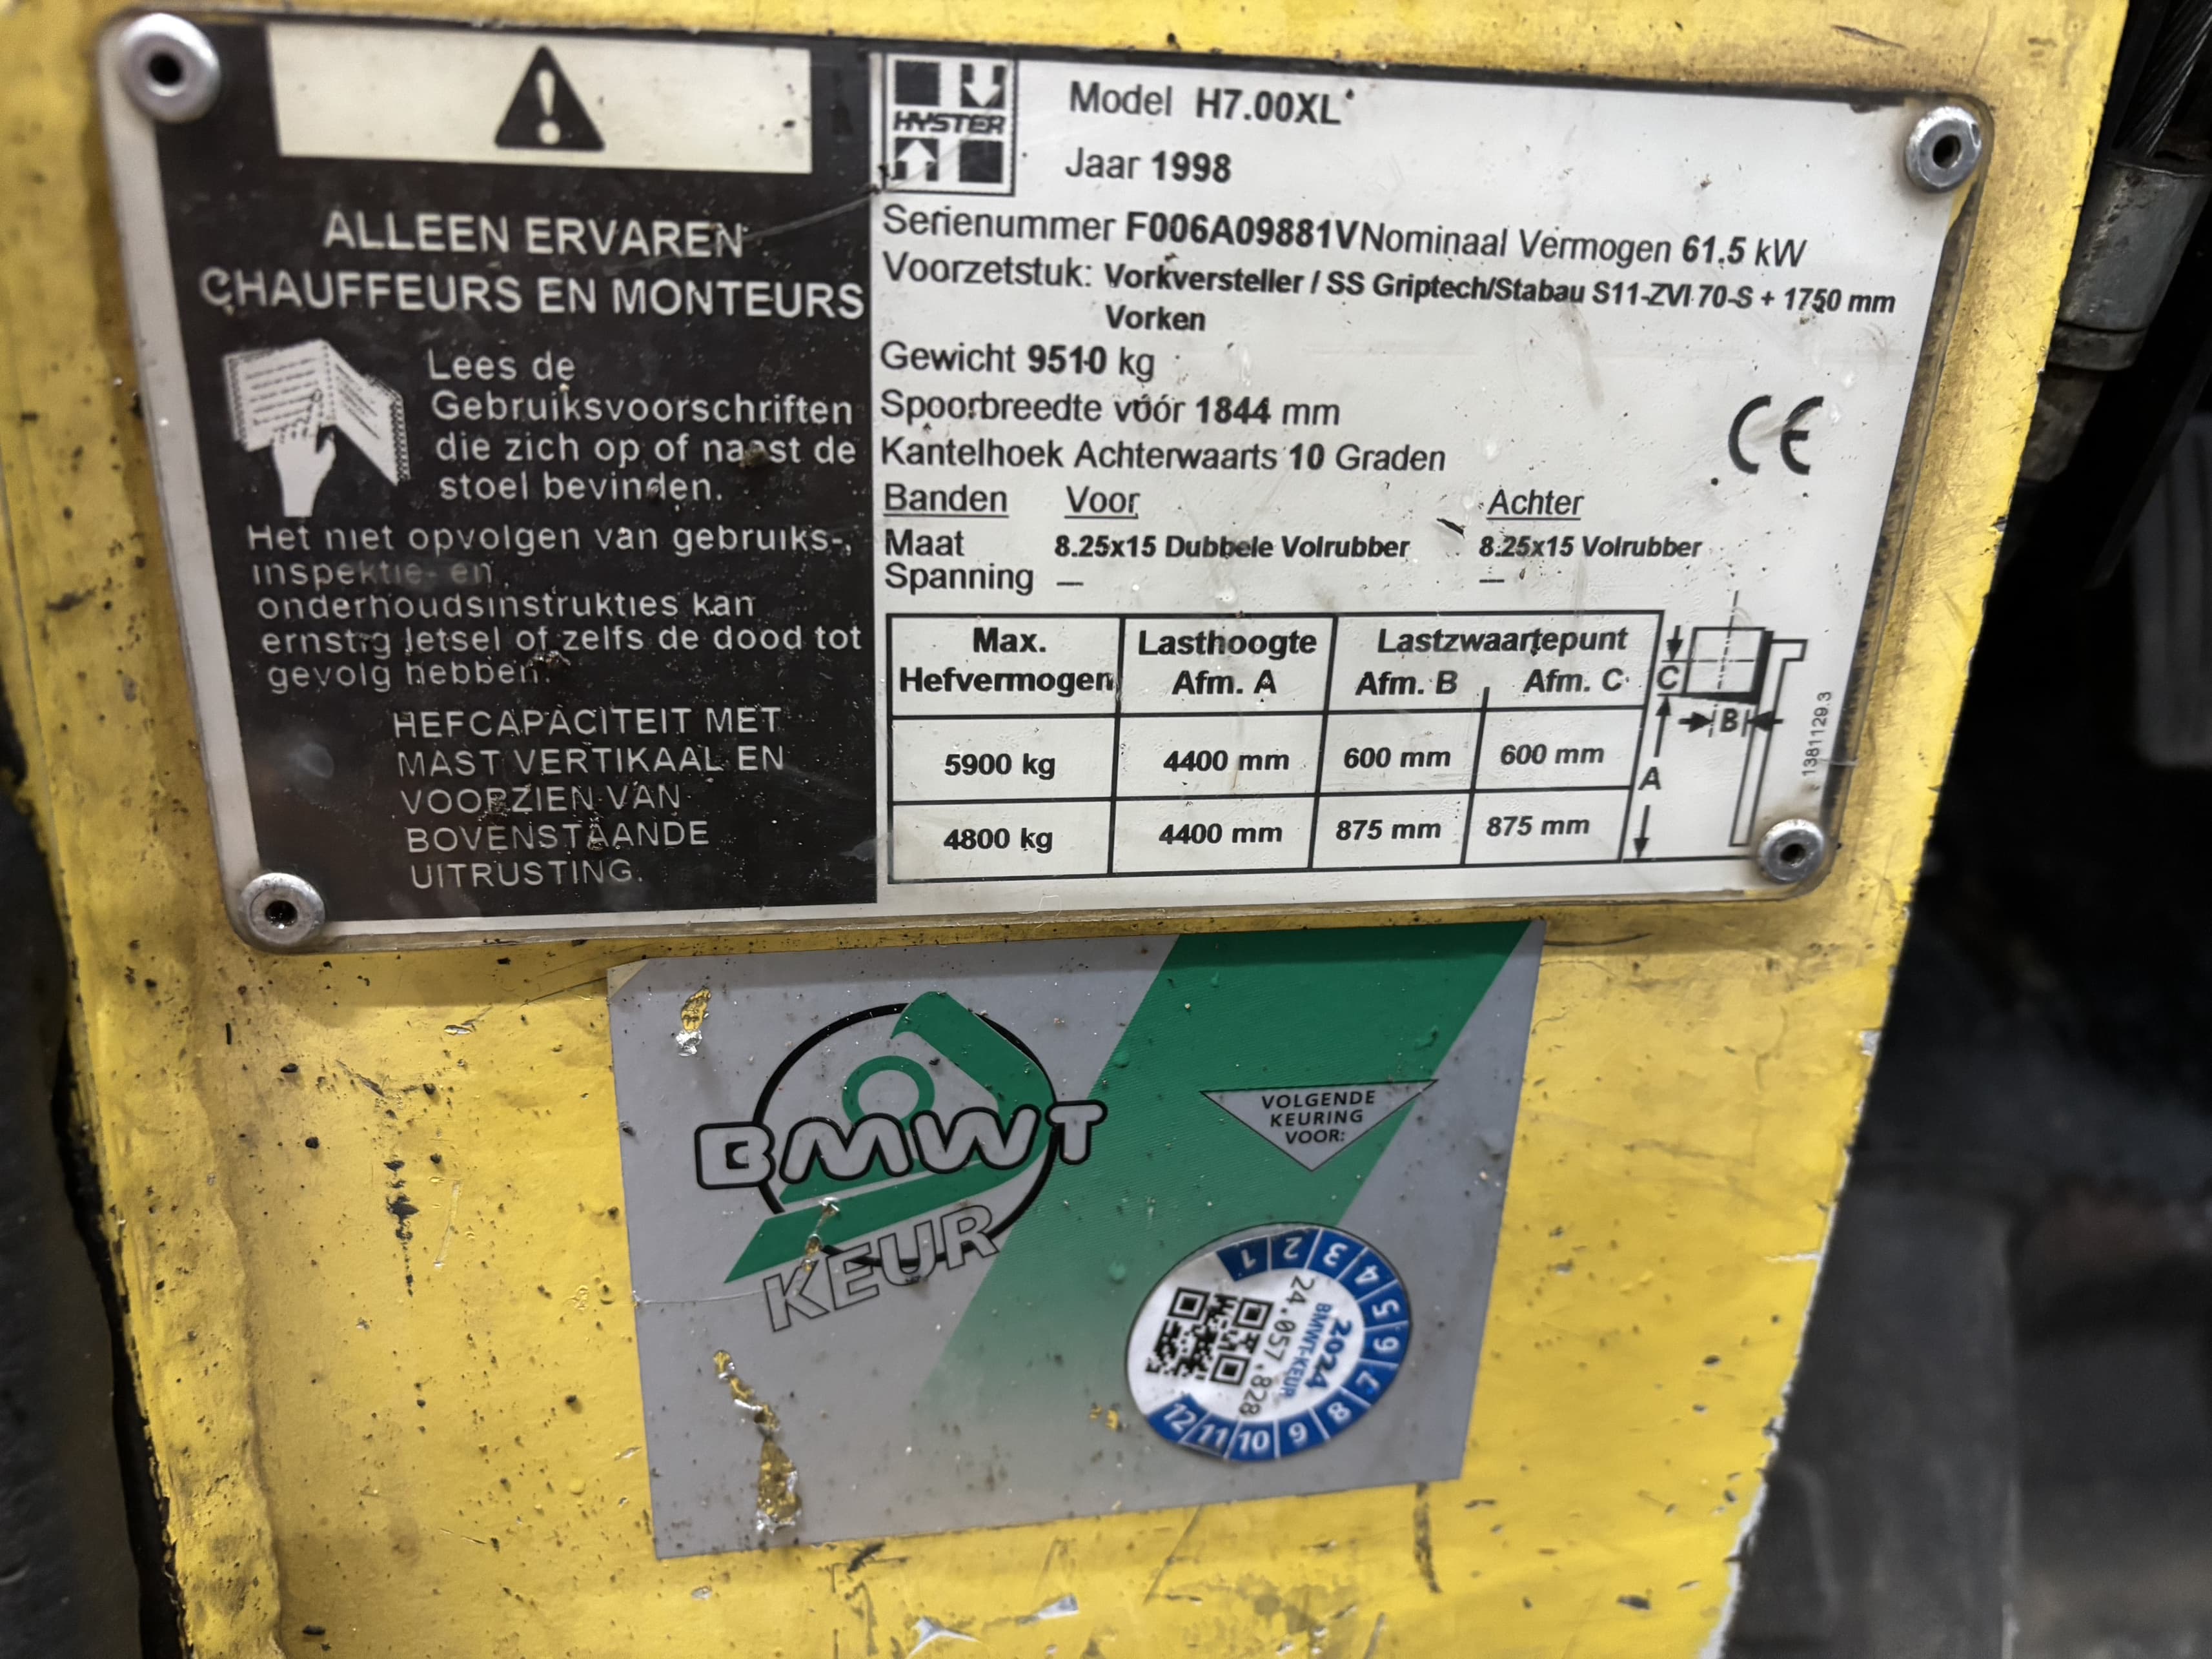 ALLEEN ERVAREN
CHAUFFEURS EN MONTEURS
Lees de
Gebruiksvoorschriften
die zich op of naast de
stoel bevinden.
Het niet opvolgen van gebruiks-,
inspektie- en
onderhoudsinstrukties kan
ernstig letsel of zelfs de dood tot
gevolg hebben.
HEFCAPACITEIT MET
MAST VERTIKAAL EN
VOORZIEN VAN
BOVENSTAANDE
UITRUSTING.
HYSTER
Model H7.00XL
Jaar 1998
Serienummer F006A09881V Nominaal Vermogen 61.5 kW
Voorzetstuk: Vorkversteller / SS Griptech/Stabau S11-ZVI 70-S + 1750 mm
Vorken
Gewicht 9510 kg
Spoorbreedte vóór 1844 mm
Kantelhoek Achterwaarts 10 Graden
CE
Banden Voor Achter
Maat 8.25x15 Dubbele Volrubber 8.25x15 Volrubber
Spanning — —
Max. Hefvermogen Lasthoogte Afm. A Lastzwaartepunt Afm. B Afm. C
5900 kg 4400 mm 600 mm 600 mm
4800 kg 4400 mm 875 mm 875 mm
C
B
A
1381129.3
BMWT
KEUR
VOLGENDE
KEURING
VOOR:
1 2 3 4 5 6 7 8 9 10 11 12
2024
BMWT-KEUR
24.057.828